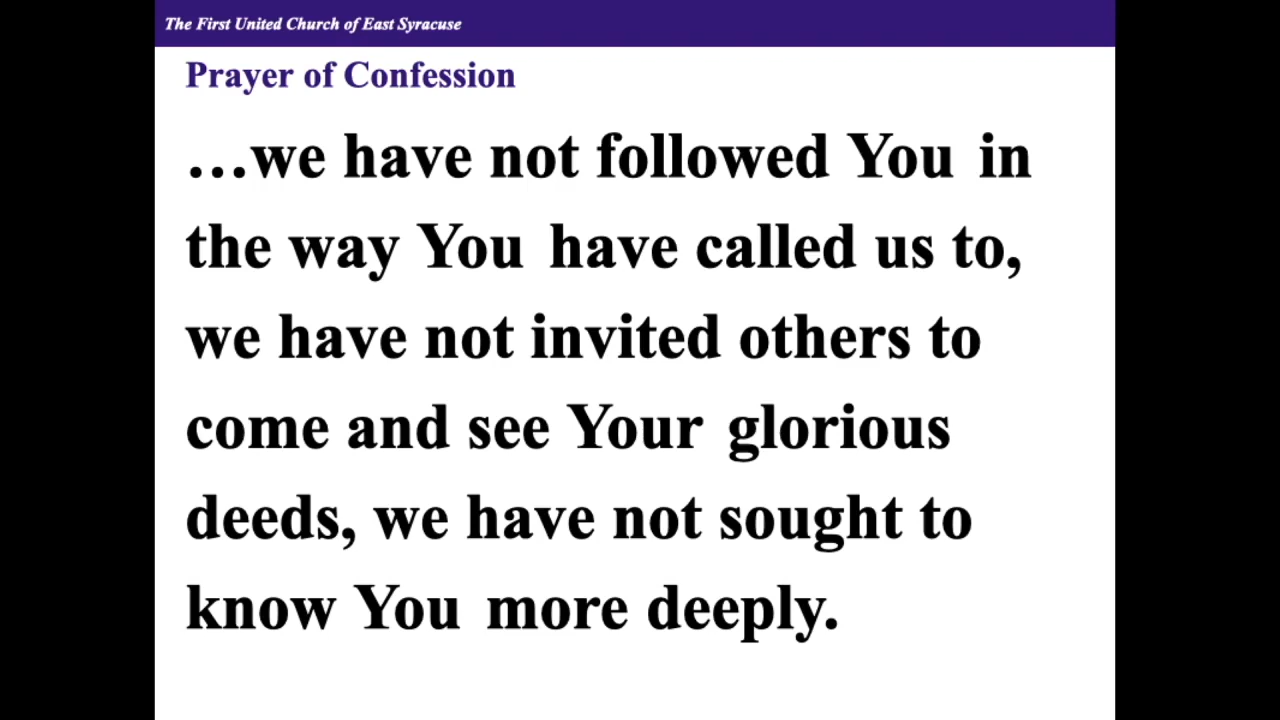 The First United Church of East Syracuse
Prayer of Confession
…we have not followed You in
the way You have called us to,
we have not invited others to
come and see Your glorious
deeds, we have not sought to
know You more deeply.